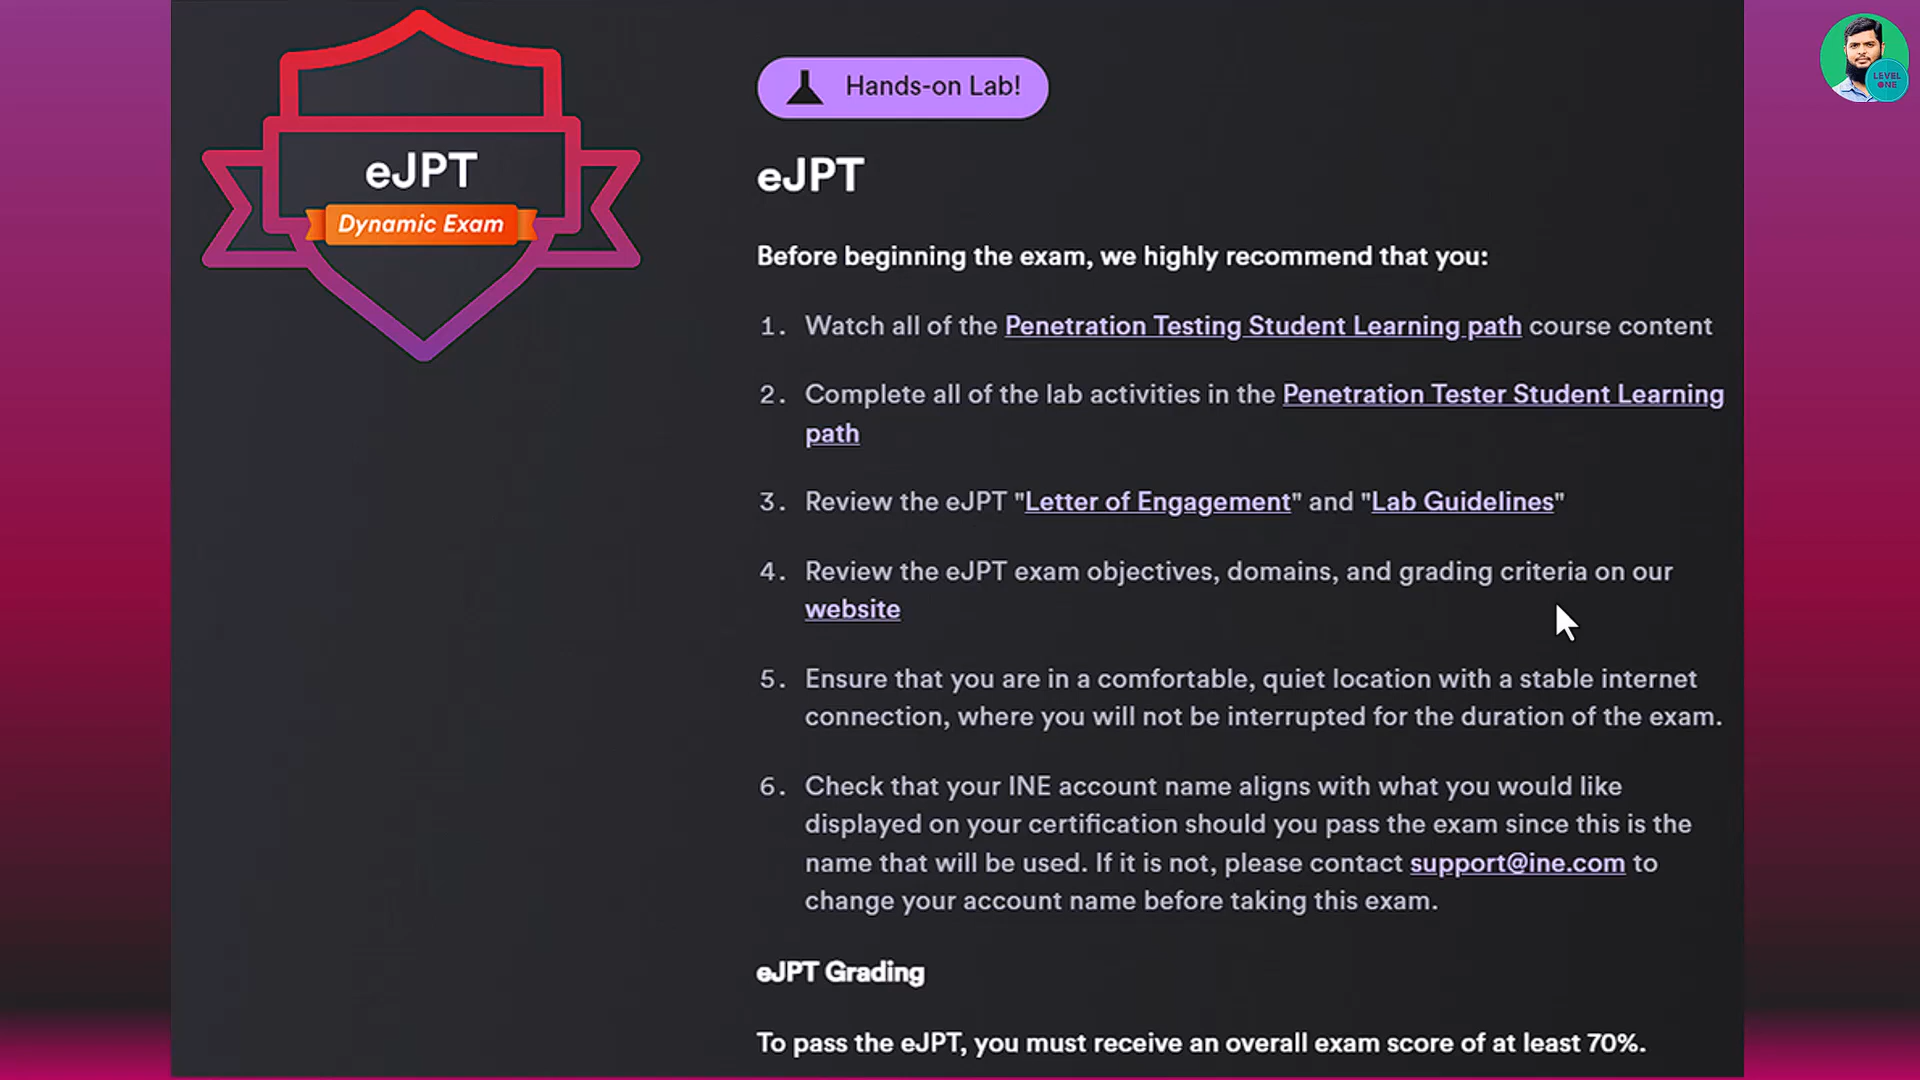 eJPT
Dynamic Exam
Hands-on Lab!
LEVEL
ONE
eJPT
Before beginning the exam, we highly recommend that you:
1. Watch all of the Penetration Testing Student Learning path course content
2. Complete all of the lab activities in the Penetration Tester Student Learning
path
3. Review the eJPT "Letter of Engagement" and "Lab Guidelines"
4. Review the eJPT exam objectives, domains, and grading criteria on our
website
5. Ensure that you are in a comfortable, quiet location with a stable internet
connection, where you will not be interrupted for the duration of the exam.
6. Check that your INE account name aligns with what you would like
displayed on your certification should you pass the exam since this is the
name that will be used. If it is not, please contact support@ine.com to
change your account name before taking this exam.
eJPT Grading
To pass the eJPT, you must receive an overall exam score of at least 70%.